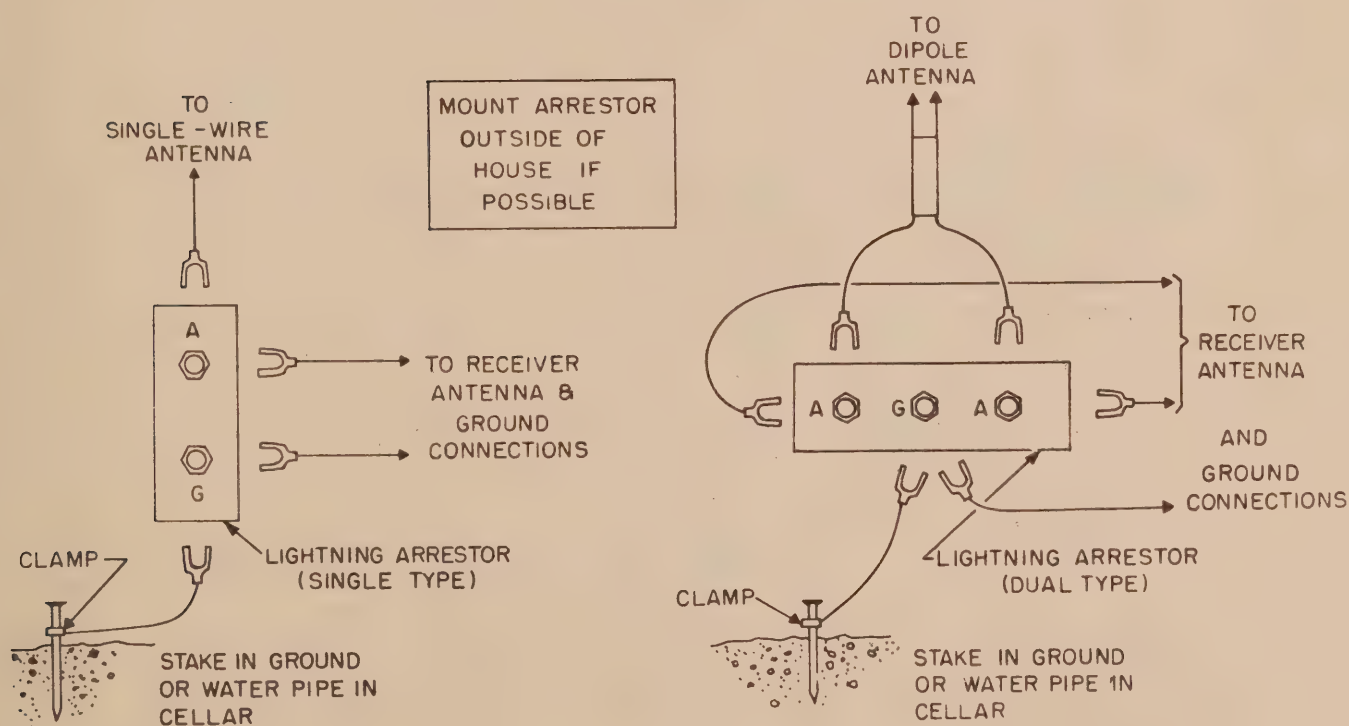 TO
SINGLE-WIRE
ANTENNA
MOUNT ARRESTOR
OUTSIDE OF
HOUSE IF
POSSIBLE
A
G
TO RECEIVER
ANTENNA &
GROUND
CONNECTIONS
LIGHTNING ARRESTOR
(SINGLE TYPE)
CLAMP
STAKE IN GROUND
OR WATER PIPE IN
CELLAR
TO
DIPOLE
ANTENNA
A G A
TO
RECEIVER
ANTENNA
AND
GROUND
CONNECTIONS
LIGHTNING ARRESTOR
(DUAL TYPE)
CLAMP
STAKE IN GROUND
OR WATER PIPE IN
CELLAR